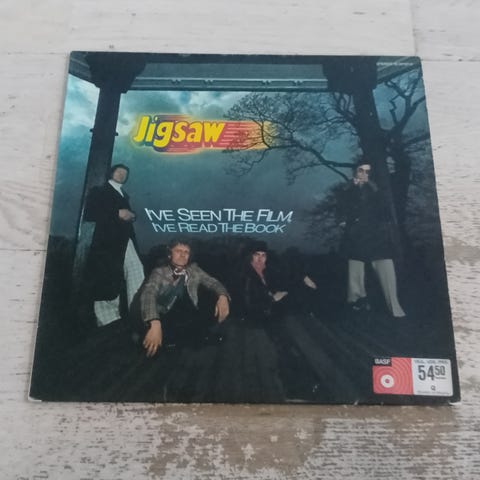 Jigsaw
I'VE SEEN THE FILM,
I'VE READ THE BOOK
BASF
54 50